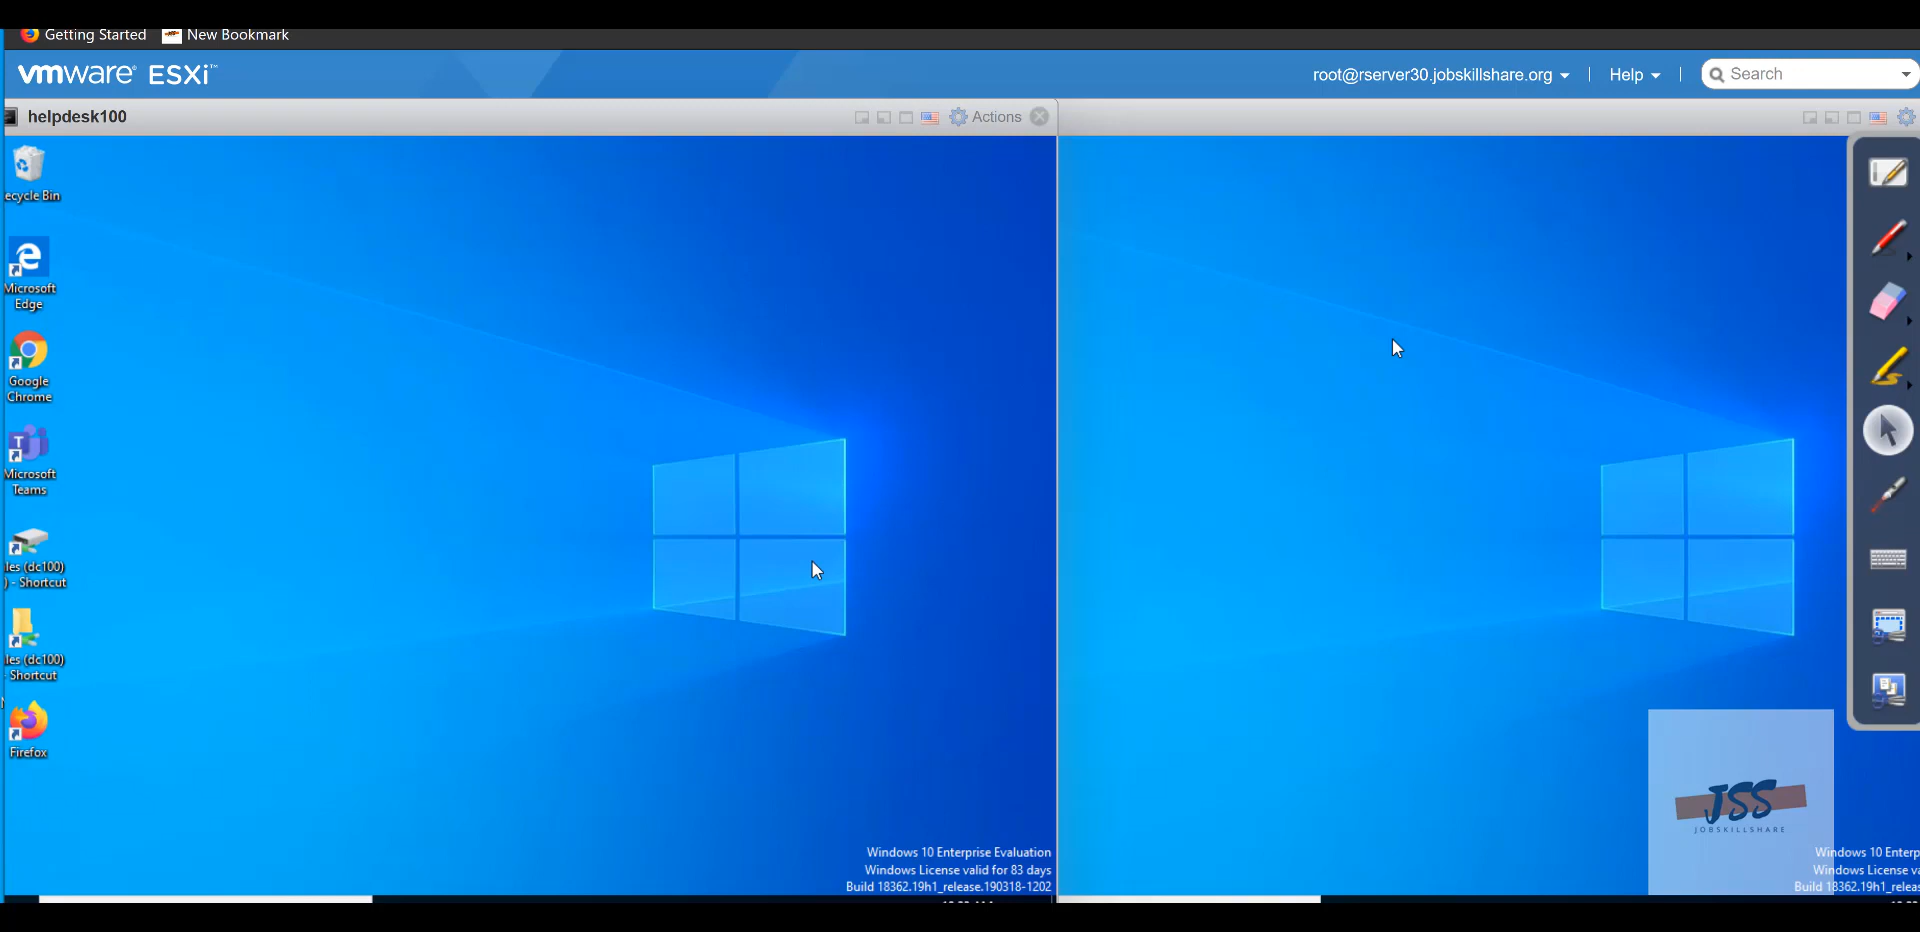 Getting Started
New Bookmark
vmware® ESXi™
root@rserver30.jobskillshare.org
Help
Search
helpdesk100
Actions
ecycle Bin
Microsoft
Edge
Google
Chrome
Microsoft
Teams
les (dc100)
) - Shortcut
les (dc100)
- Shortcut
Firefox
Windows 10 Enterprise Evaluation
Windows License valid for 83 days
Build 18362.19h1_release.190318-1202
JSS
JOBSKILLSHARE
Windows 10 Enterp
Windows License va
Build 18362.19h1_releas